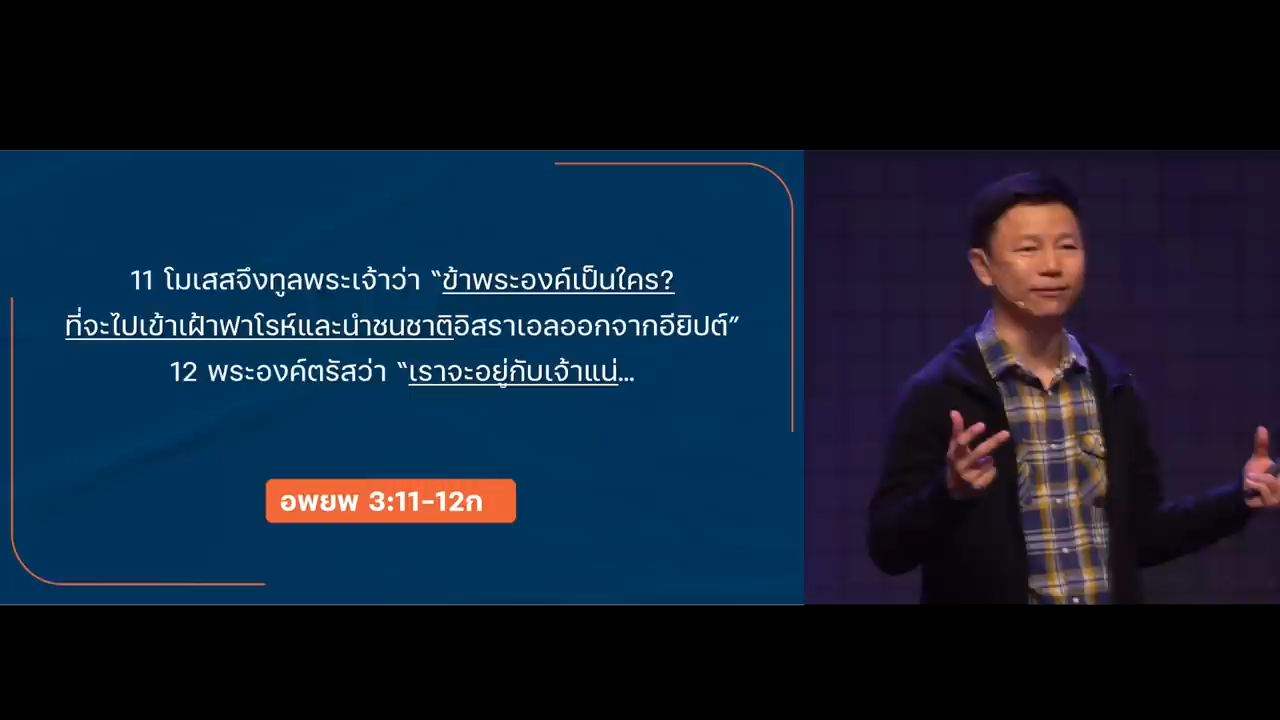 11 โมเสสจึงทูลพระเจ้าว่า “ข้าพระองค์เป็นใคร?
ที่จะไปเข้าเฝ้าฟาโรห์และนำชนชาติอิสราเอลออกจากอียิปต์”
12 พระองค์ตรัสว่า “เราจะอยู่กับเจ้าแน่...
อพยพ 3:11-12ก